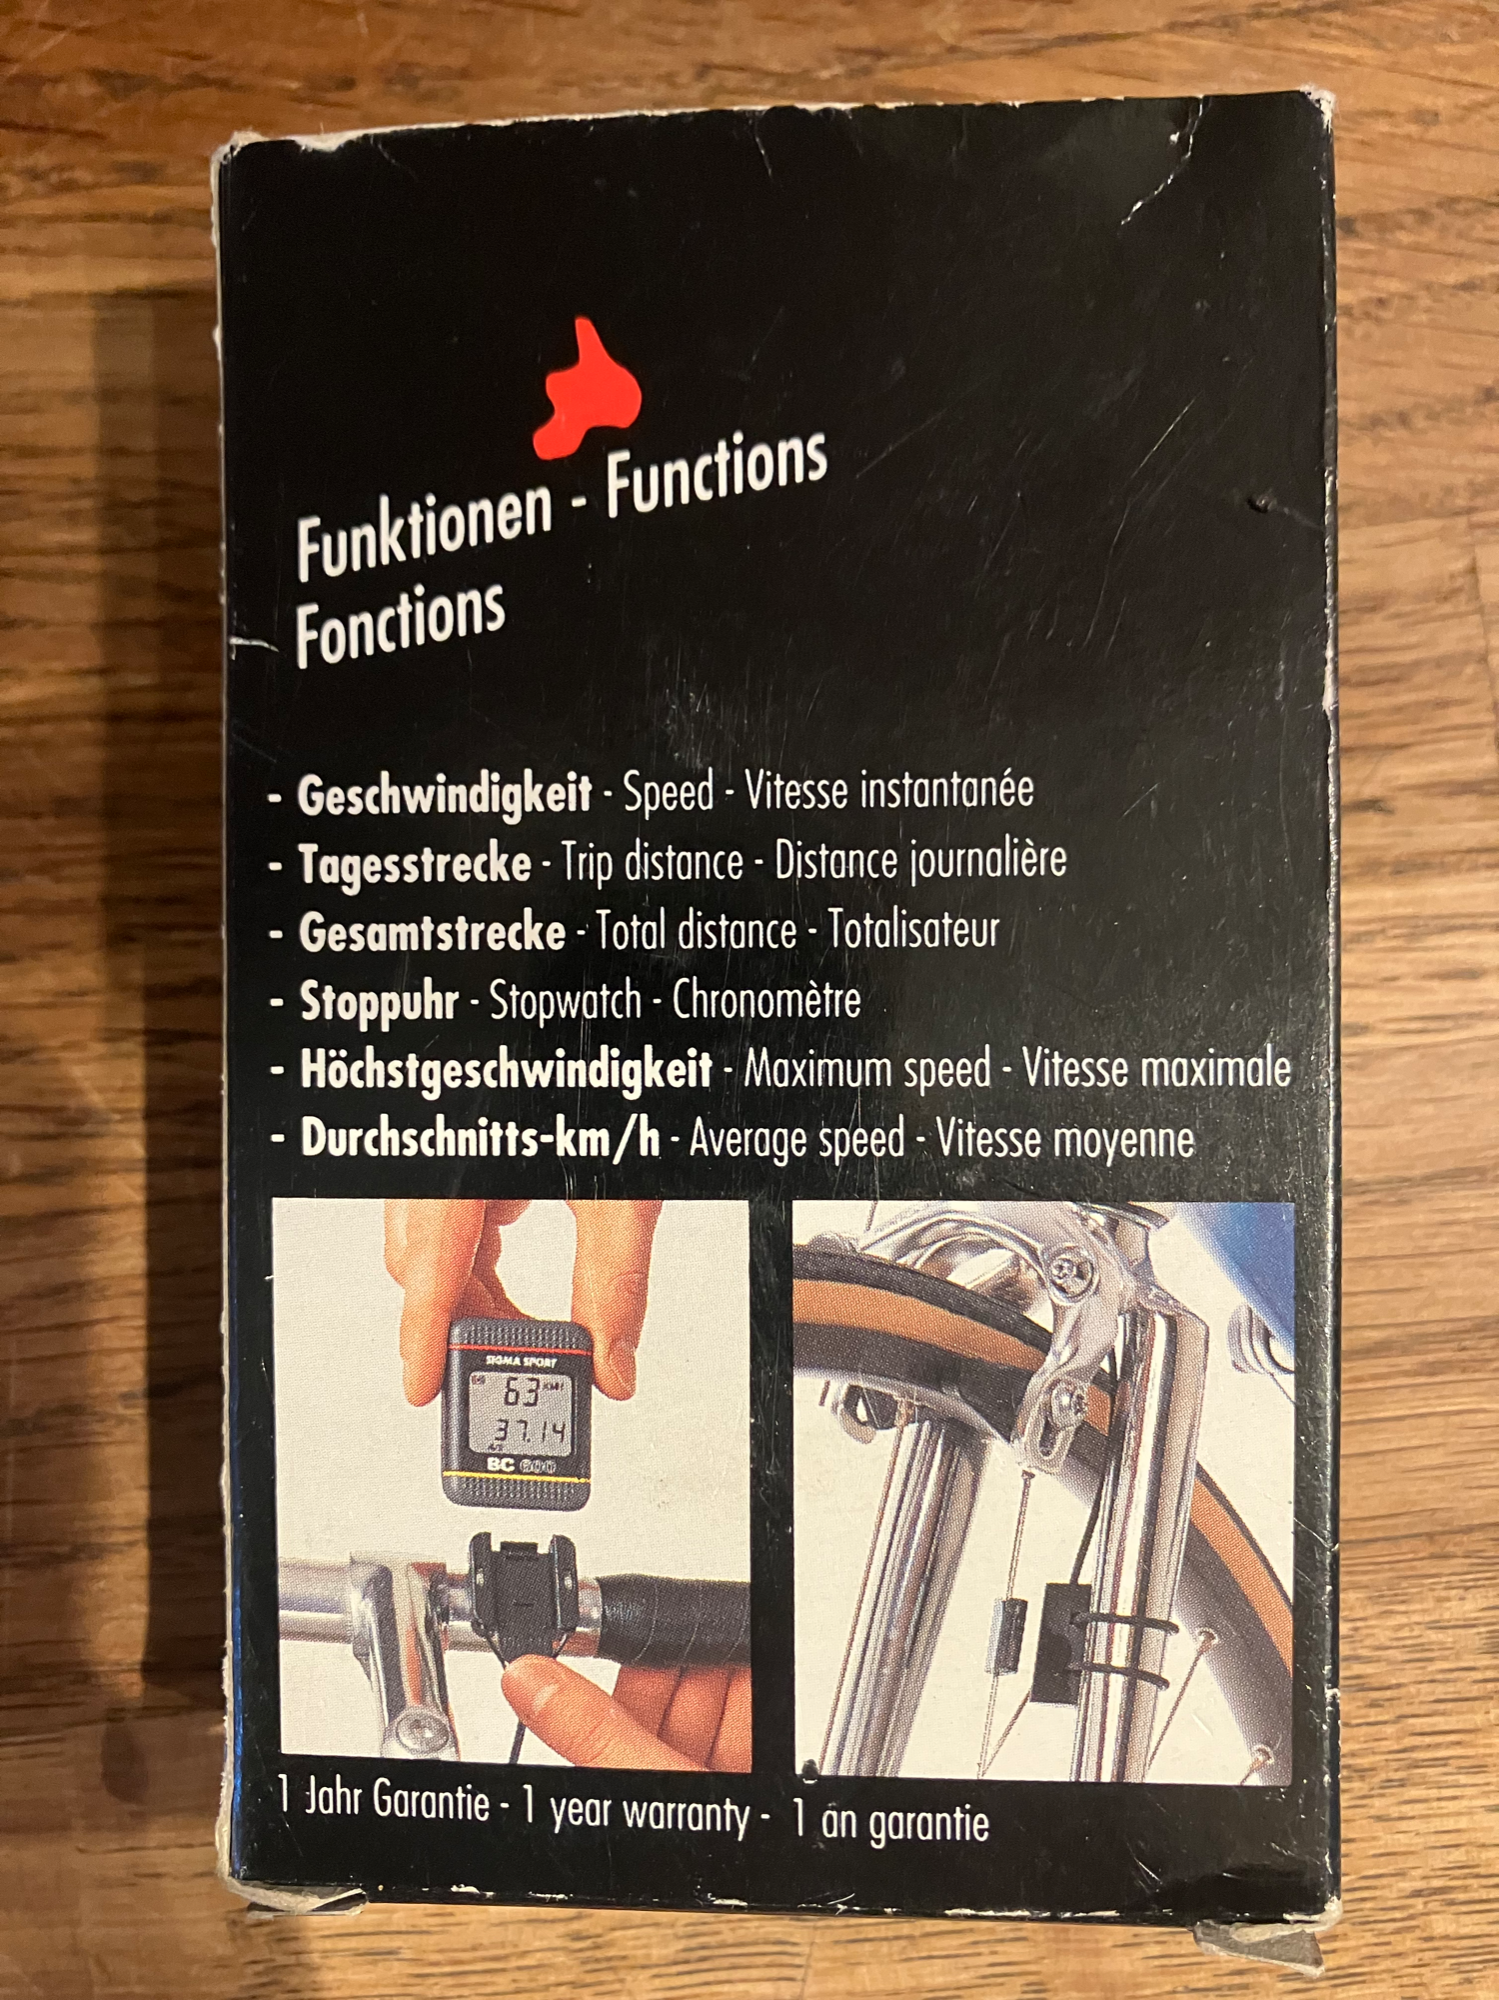 Funktionen - Functions
Fonctions
- Geschwindigkeit - Speed - Vitesse instantanée
- Tagesstrecke - Trip distance - Distance journalière
- Gesamtstrecke - Total distance - Totalisateur
- Stoppuhr - Stopwatch - Chronomètre
- Höchstgeschwindigkeit - Maximum speed - Vitesse maximale
- Durchschnitts-km/h - Average speed - Vitesse moyenne
SIGMA SPORT
63
37.14
BC 600
1 Jahr Garantie - 1 year warranty - 1 an garantie